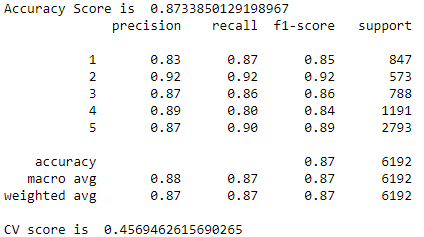 Accuracy Score is  0.8733850129198967
precision    recall  f1-score   support
1       0.83      0.87      0.85       847
2       0.92      0.92      0.92       573
3       0.87      0.86      0.86       788
4       0.89      0.80      0.84      1191
5       0.87      0.90      0.89      2793
accuracy                           0.87      6192
macro avg       0.88      0.87      0.87      6192
weighted avg       0.87      0.87      0.87      6192
CV score is  0.4569462615690265